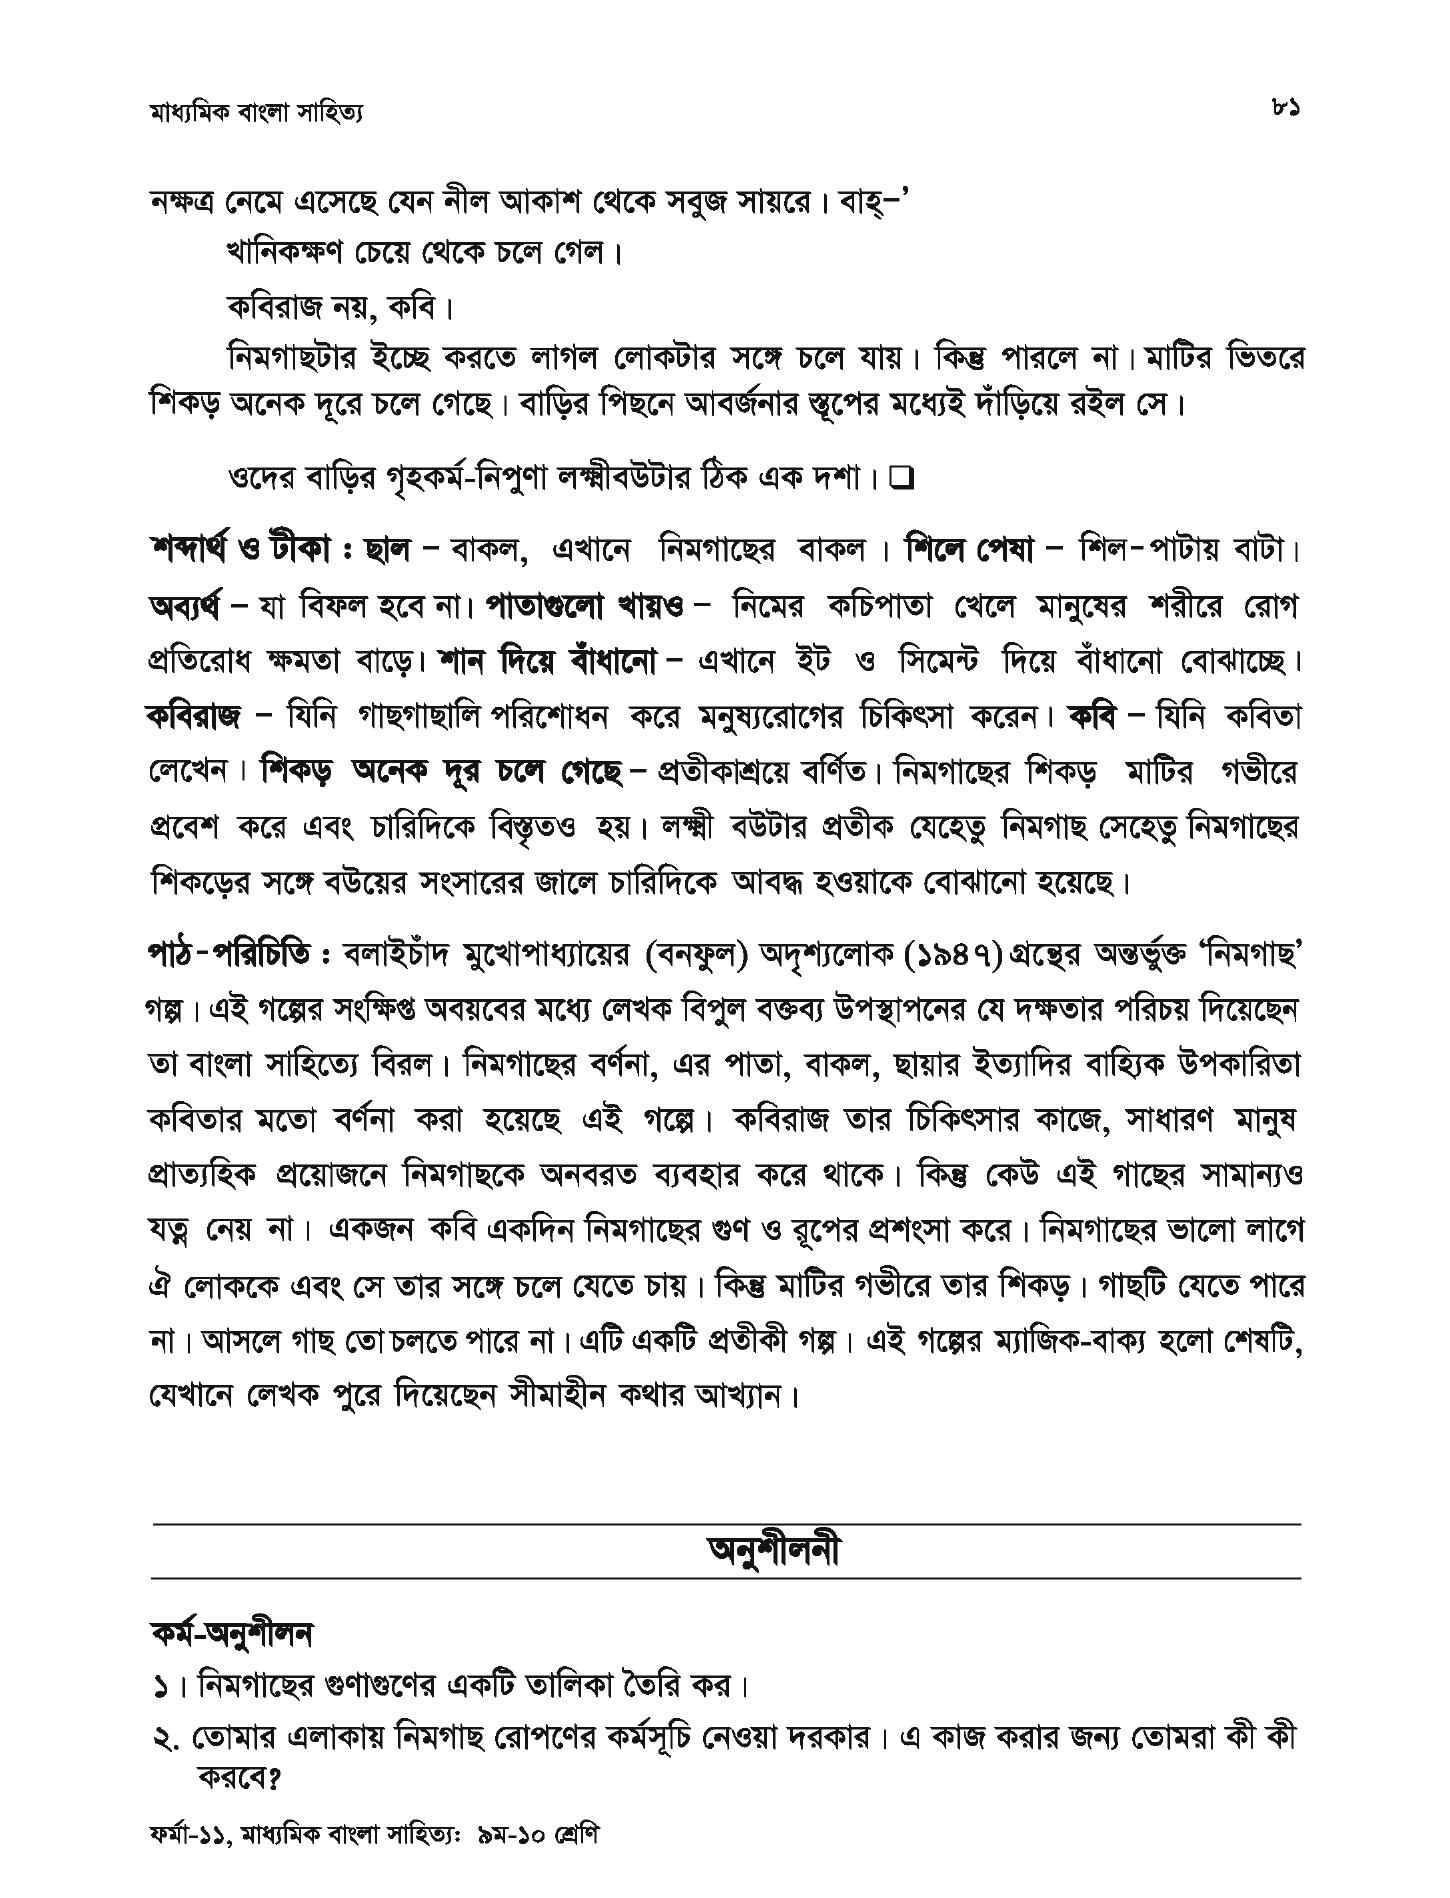 মাধ্যমিক বাংলা সাহিত্য ৮১
নক্ষত্র নেমে এসেছে যেন নীল আকাশ থেকে সবুজ সায়রে। বাহ্–’
খানিকক্ষণ চেয়ে থেকে চলে গেল।
কবিরাজ নয়, কবি।
নিমগাছটার ইচ্ছে করতে লাগল লোকটার সঙ্গে চলে যায়। কিন্তু পারলে না। মাটির ভিতরে
শিকড় অনেক দূরে চলে গেছে। বাড়ির পিছনে আবর্জনার স্তূপের মধ্যেই দাঁড়িয়ে রইল সে।
ওদের বাড়ির গৃহকর্ম-নিপুণা লক্ষ্মীবউটার ঠিক এক দশা। ❑
শব্দার্থ ও টীকা : ছাল – বাকল, এখানে নিমগাছের বাকল। শিলে পেষা – শিল-পাটায় বাটা।
অব্যর্থ – যা বিফল হবে না। পাতাগুলো খায়ও – নিমের কচিপাতা খেলে মানুষের শরীরে রোগ
প্রতিরোধ ক্ষমতা বাড়ে। শান দিয়ে বাঁধানো – এখানে ইট ও সিমেন্ট দিয়ে বাঁধানো বোঝাচ্ছে।
কবিরাজ – যিনি গাছগাছালি পরিশোধন করে মনুষ্যরোগের চিকিৎসা করেন। কবি – যিনি কবিতা
লেখেন। শিকড় অনেক দূর চলে গেছে – প্রতীকাশ্রয়ে বর্ণিত। নিমগাছের শিকড় মাটির গভীরে
প্রবেশ করে এবং চারিদিকে বিস্তৃতও হয়। লক্ষ্মী বউটার প্রতীক যেহেতু নিমগাছ সেহেতু নিমগাছের
শিকড়ের সঙ্গে বউয়ের সংসারের জালে চারিদিকে আবদ্ধ হওয়াকে বোঝানো হয়েছে।
পাঠ-পরিচিতি : বলাইচাঁদ মুখোপাধ্যায়ের (বনফুল) অদৃশ্যলোক (১৯৪৭) গ্রন্থের অন্তর্ভুক্ত ‘নিমগাছ’
গল্প। এই গল্পের সংক্ষিপ্ত অবয়বের মধ্যে লেখক বিপুল বক্তব্য উপস্থাপনের যে দক্ষতার পরিচয় দিয়েছেন
তা বাংলা সাহিত্যে বিরল। নিমগাছের বর্ণনা, এর পাতা, বাকল, ছায়ার ইত্যাদির বাহ্যিক উপকারিতা
কবিতার মতো বর্ণনা করা হয়েছে এই গল্পে। কবিরাজ তার চিকিৎসার কাজে, সাধারণ মানুষ
প্রাত্যহিক প্রয়োজনে নিমগাছকে অনবরত ব্যবহার করে থাকে। কিন্তু কেউ এই গাছের সামান্যও
যত্ন নেয় না। একজন কবি একদিন নিমগাছের গুণ ও রূপের প্রশংসা করে। নিমগাছের ভালো লাগে
ঐ লোককে এবং সে তার সঙ্গে চলে যেতে চায়। কিন্তু মাটির গভীরে তার শিকড়। গাছটি যেতে পারে
না। আসলে গাছ তো চলতে পারে না। এটি একটি প্রতীকী গল্প। এই গল্পের ম্যাজিক-বাক্য হলো শেষটি,
যেখানে লেখক পুরে দিয়েছেন সীমাহীন কথার আখ্যান।
অনুশীলনী
কর্ম-অনুশীলন
১। নিমগাছের গুণাগুণের একটি তালিকা তৈরি কর।
২. তোমার এলাকায় নিমগাছ রোপণের কর্মসূচি নেওয়া দরকার। এ কাজ করার জন্য তোমরা কী কী
করবে?
ফর্মা-১১, মাধ্যমিক বাংলা সাহিত্য: ৯ম-১০ শ্রেণি